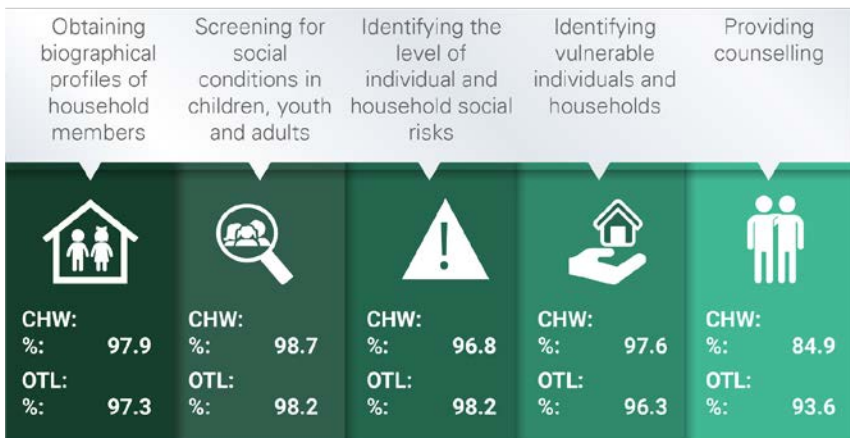 Obtaining
biographical
profiles of
household
members
Screening for
social
conditions in
children, youth
and adults
Identifying the
level of
individual and
household social
risks
Identifying
vulnerable
individuals and
households
Providing
counselling
CHW:
%: 97.9
OTL:
%: 97.3
CHW:
%: 98.7
OTL:
%: 98.2
CHW:
%: 96.8
OTL:
%: 98.2
CHW:
%: 97.6
OTL:
%: 96.3
CHW:
%: 84.9
OTL:
%: 93.6